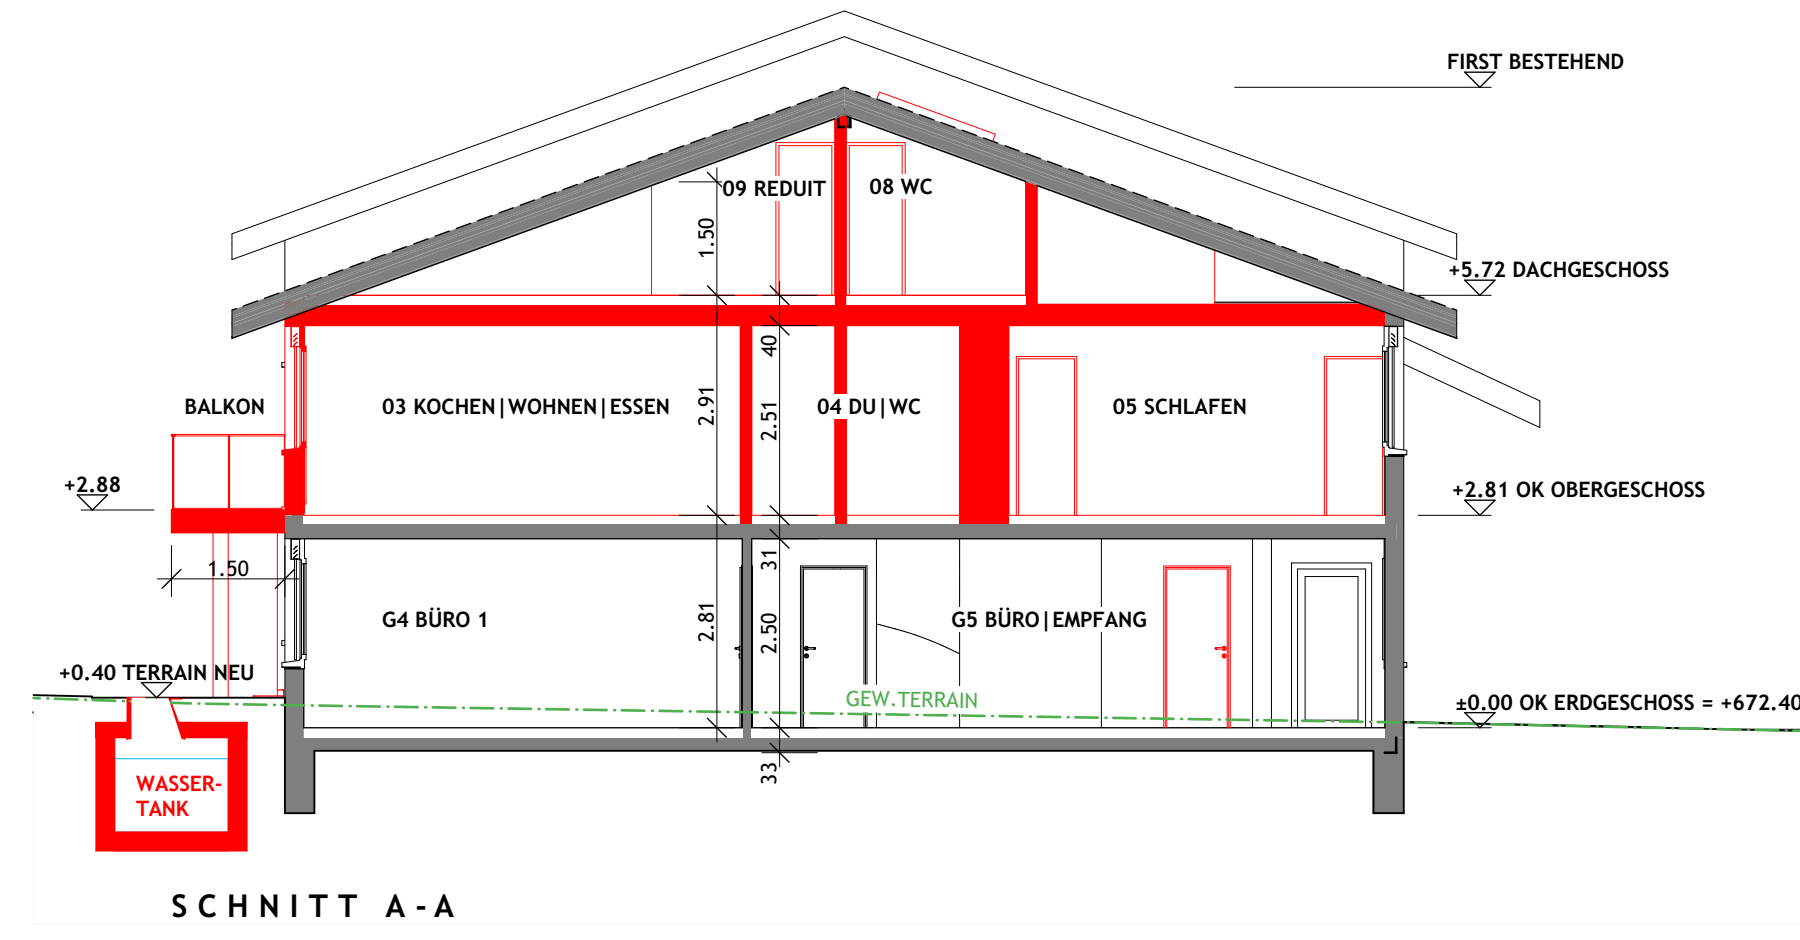 FIRST BESTEHEND
09 REDUIT
08 WC
1.50
+5.72 DACHGESCHOSS
40
BALKON
03 KOCHEN|WOHNEN|ESSEN
2.91
2.51
04 DU|WC
05 SCHLAFEN
+2.88
+2.81 OK OBERGESCHOSS
1.50
31
G4 BÜRO 1
2.81
2.50
G5 BÜRO|EMPFANG
+0.40 TERRAIN NEU
GEW.TERRAIN
±0.00 OK ERDGESCHOSS = +672.40
33
WASSER-
TANK
SCHNITT A-A